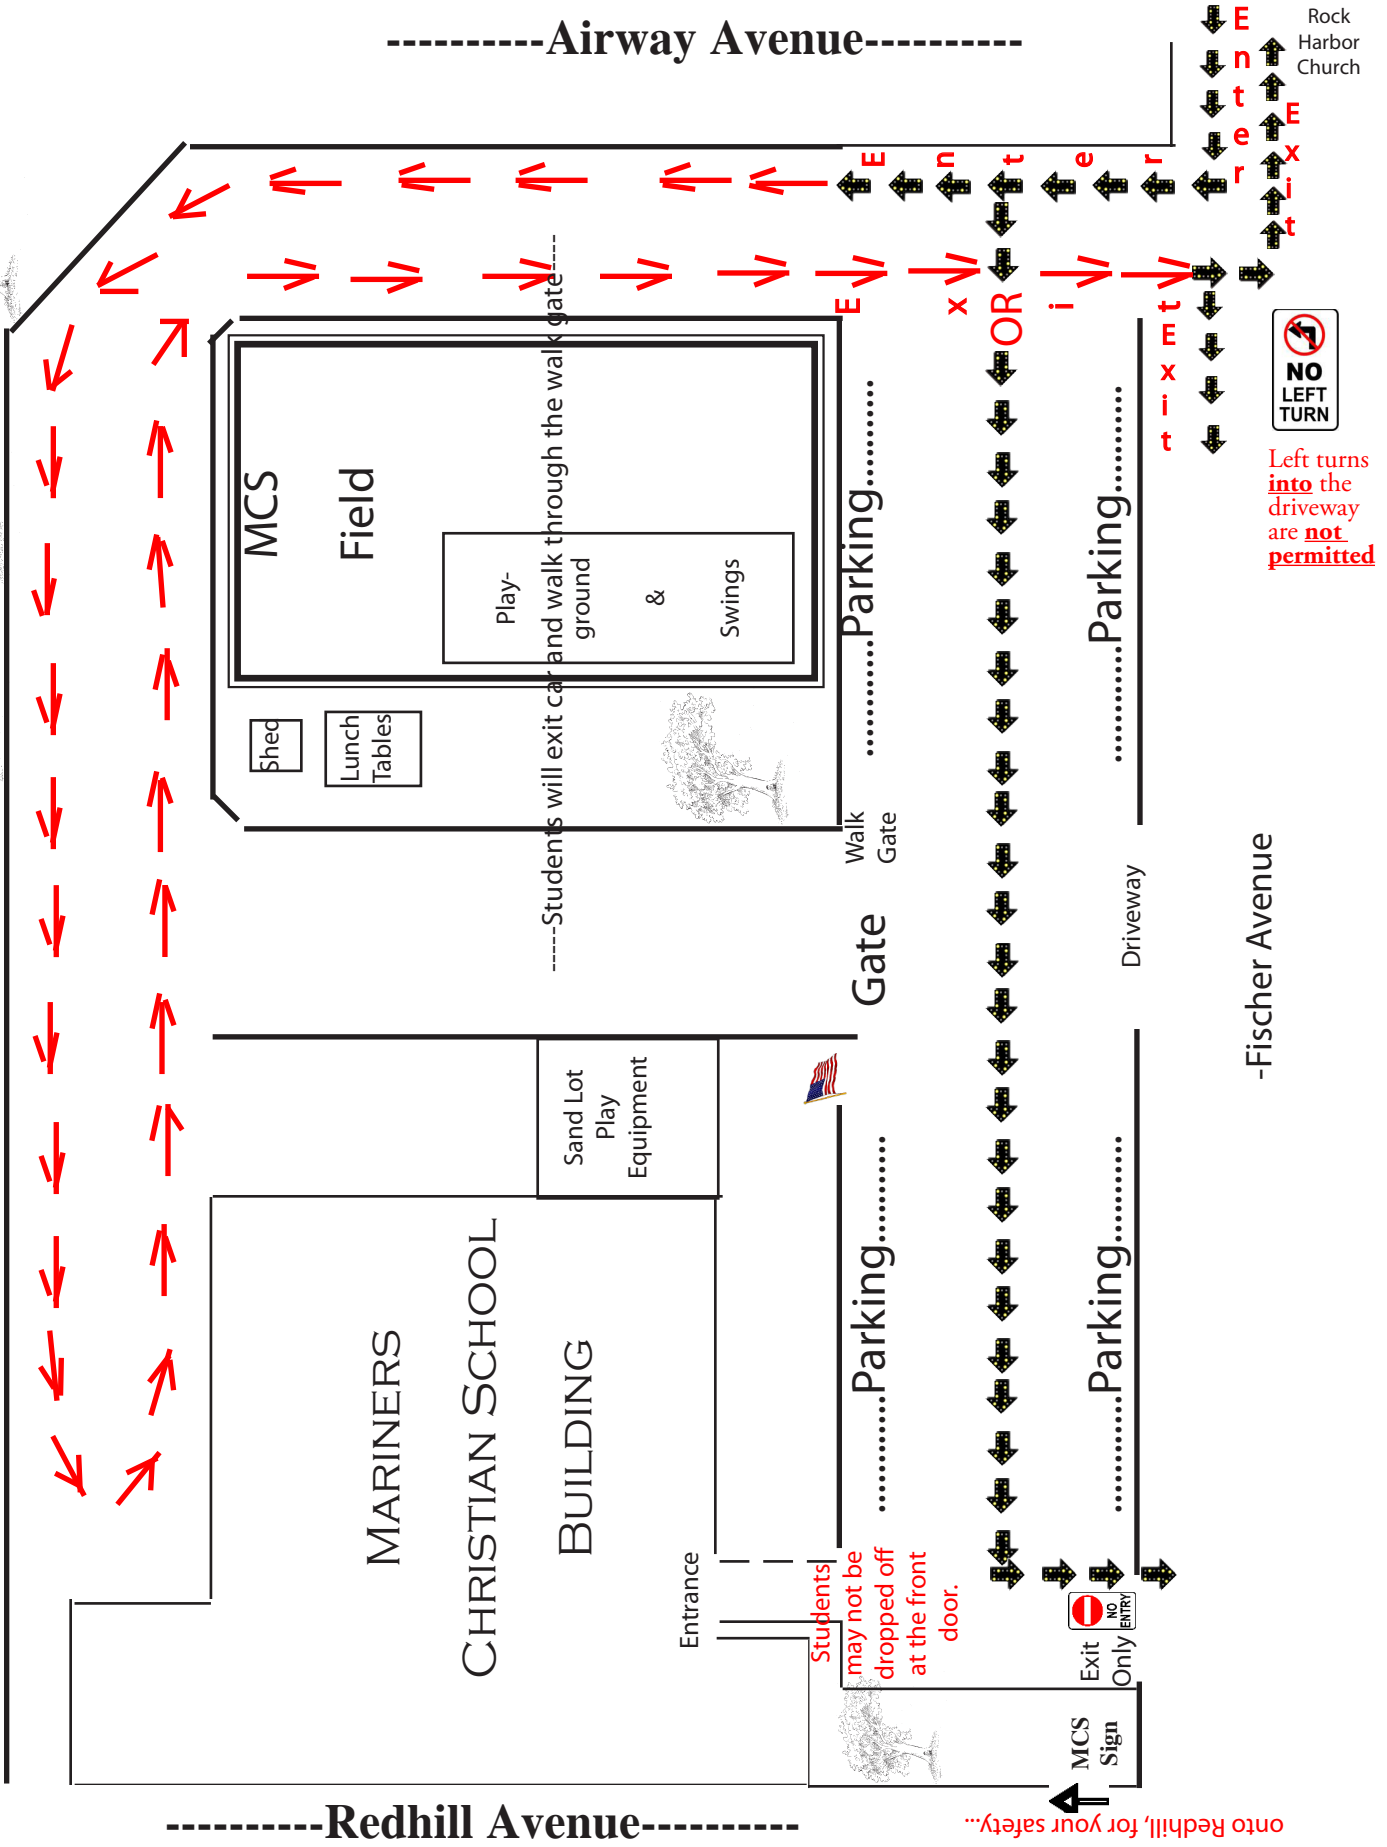 ----------Airway Avenue----------
Rock
Harbor
Church
Enter
Exit
Enter
Exit
OR
Exit
NO
LEFT
TURN
Left turns
into the
driveway
are not
permitted
MCS
Field
Play-
ground
&
Swings
-----Students will exit car and walk through the walk gate----
Shed
Lunch
Tables
...........Parking...........
...........Parking...........
Walk
Gate
Gate
Driveway
-Fischer Avenue
Sand Lot
Play
Equipment
MARINERS
CHRISTIAN SCHOOL
BUILDING
...........Parking...........
...........Parking...........
Entrance
Students
may not be
dropped off
at the front
door.
NO
ENTRY
Exit
Only
MCS
Sign
onto Redhill, for your safety...
----------Redhill Avenue----------